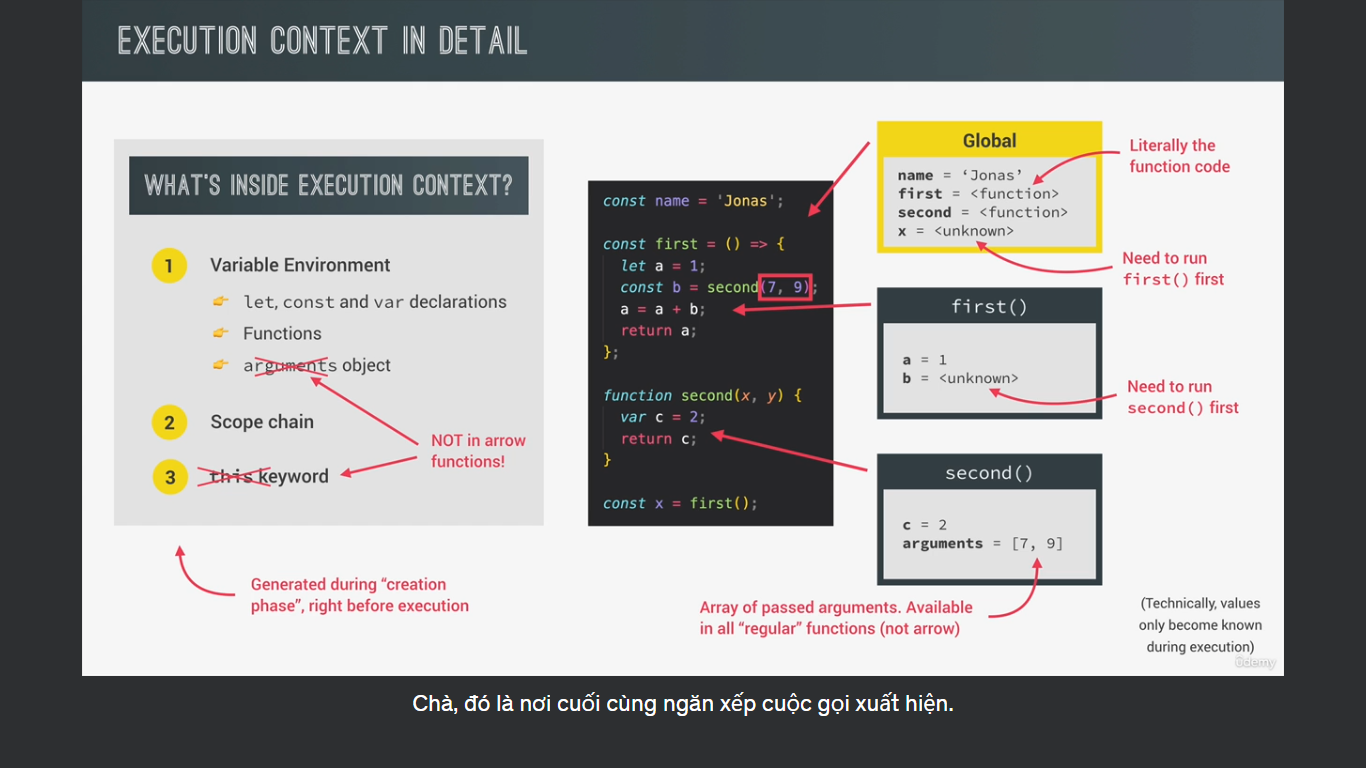 EXECUTION CONTEXT IN DETAIL
WHAT'S INSIDE EXECUTION CONTEXT?
1 Variable Environment
let, const and var declarations
Functions
arguments object
2 Scope chain
3 this keyword
NOT in arrow
functions!
Generated during “creation
phase”, right before execution
const name = 'Jonas';
const first = () => {
let a = 1;
const b = second(7, 9);
a = a + b;
return a;
};
function second(x, y) {
var c = 2;
return c;
}
const x = first();
Global
name = ‘Jonas’
first = <function>
second = <function>
x = <unknown>
Literally the
function code
Need to run
first() first
first()
a = 1
b = <unknown>
Need to run
second() first
second()
c = 2
arguments = [7, 9]
Array of passed arguments. Available
in all “regular” functions (not arrow)
(Technically, values
only become known
during execution)
Udemy
Chà, đó là nơi cuối cùng ngăn xếp cuộc gọi xuất hiện.